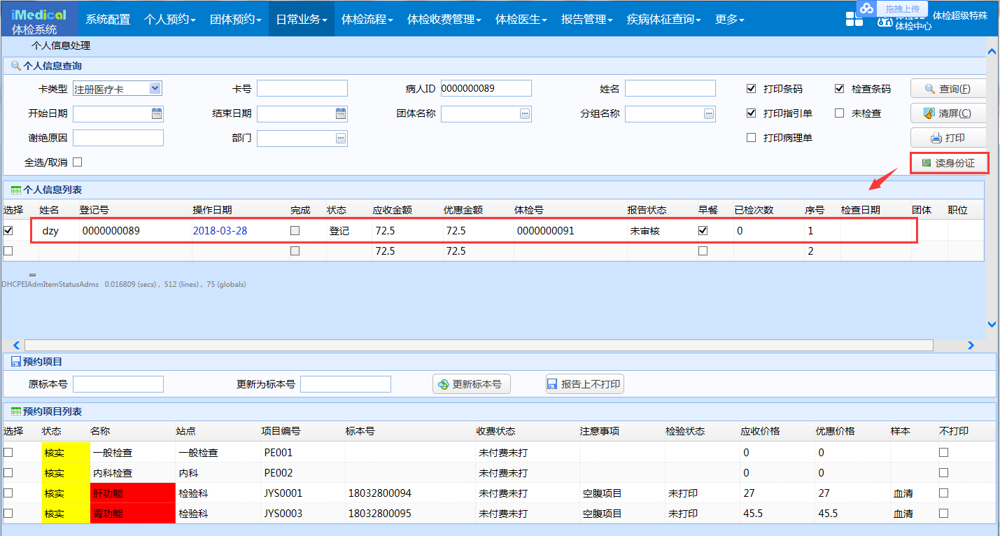 iMedical
体检系统
系统配置 个人预约 团体预约 日常业务 体检流程 体检收费管理 体检医生 报告管理 疾病体征查询 更多
拖拽上传
体检超级特殊
体检中心
个人信息处理
个人信息查询
卡类型 注册医疗卡 卡号 病人ID 0000000089 姓名 打印条码 检查条码 查询(F)
开始日期 结束日期 团体名称 分组名称 打印指引单 未检查 清屏(C)
谢绝原因 部门 打印病理单 打印
全选/取消 读身份证
个人信息列表
选择 姓名 登记号 操作日期 完成 状态 应收金额 优惠金额 体检号 报告状态 早餐 已检次数 序号 检查日期 团体 职位
dzy 0000000089 2018-03-28 登记 72.5 72.5 0000000091 未审核 0 1
72.5 72.5 2
DHCPEIAdmItemStatusAdms 0.016809 (secs) , 512 (lines) , 75 (globals)
预约项目
原标本号 更新为标本号 更新标本号 报告上不打印
预约项目列表
选择 状态 名称 站点 项目编号 标本号 收费状态 注意事项 检验状态 应收价格 优惠价格 样本 不打印
核实 一般检查 一般检查 PE001 未付费未打 0 0
核实 内科检查 内科 PE002 未付费未打 0 0
核实 肝功能 检验科 JYS0001 18032800094 未付费未打 空腹项目 未打印 27 27 血清
核实 肾功能 检验科 JYS0003 18032800095 未付费未打 空腹项目 未打印 45.5 45.5 血清